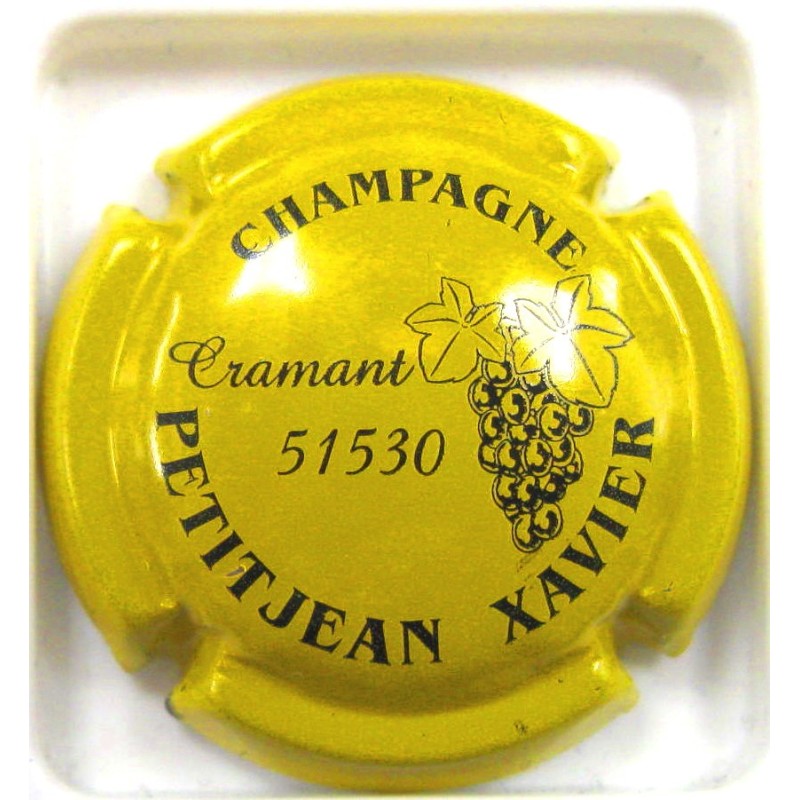 CHAMPAGNE
Cramant
51530
PETITJEAN XAVIER